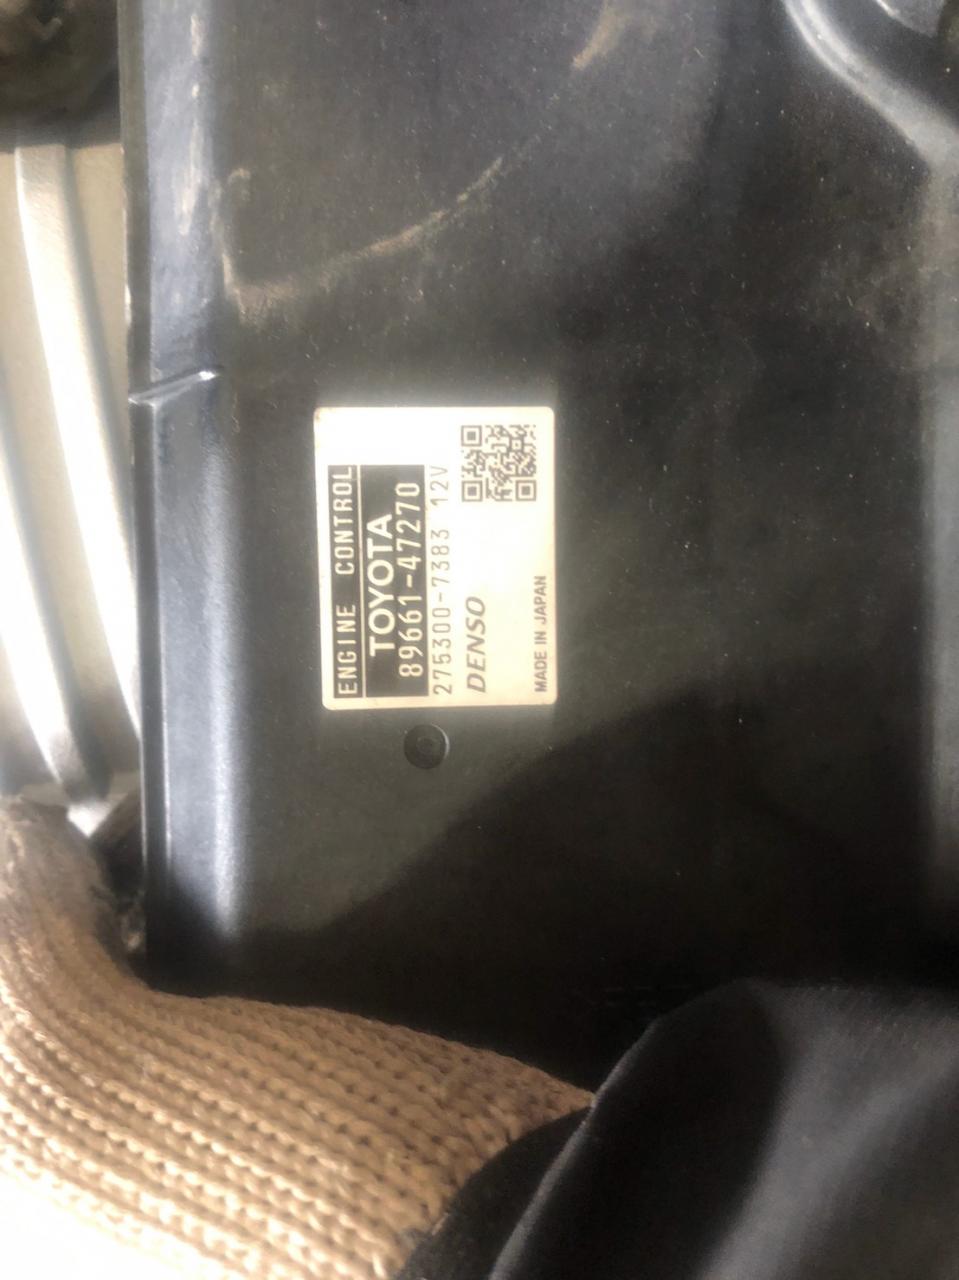 ENGINE CONTROL
TOYOTA
89661-47270
275300-7383 12V
DENSO
MADE IN JAPAN